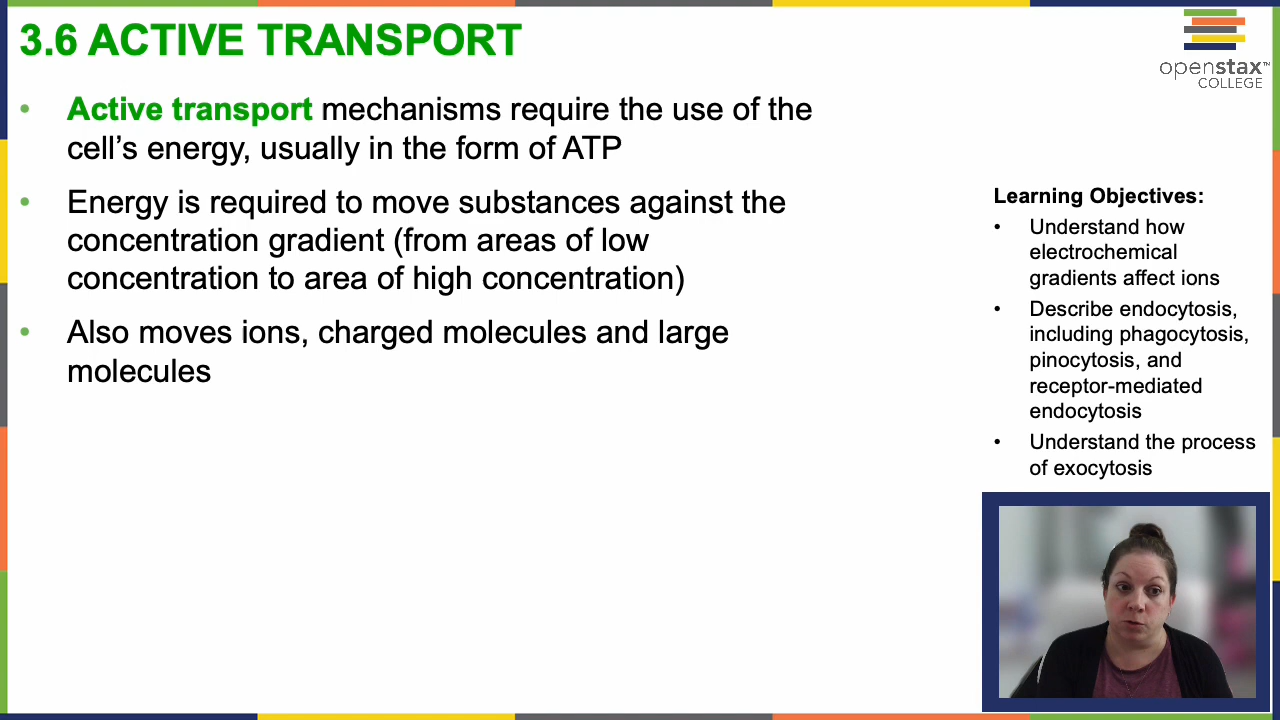 3.6 ACTIVE TRANSPORT
openstax™
COLLEGE
• Active transport mechanisms require the use of the
cell’s energy, usually in the form of ATP
• Energy is required to move substances against the
concentration gradient (from areas of low
concentration to area of high concentration)
• Also moves ions, charged molecules and large
molecules
Learning Objectives:
• Understand how
electrochemical
gradients affect ions
• Describe endocytosis,
including phagocytosis,
pinocytosis, and
receptor-mediated
endocytosis
• Understand the process
of exocytosis